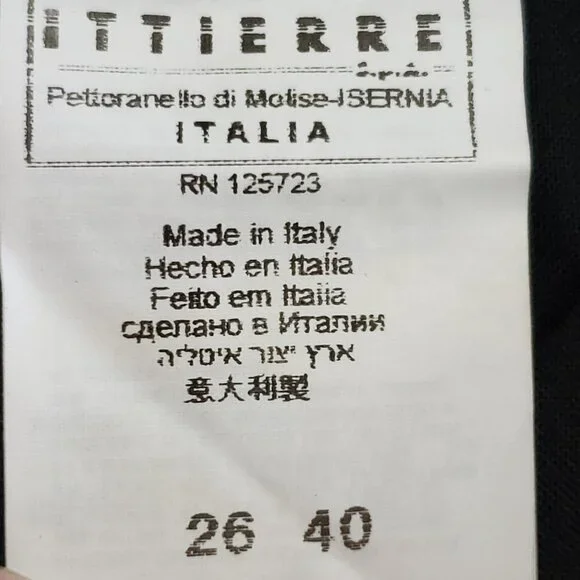 ITTIERRE
s.p.a.
Pettoranello di Molise-ISERNIA
ITALIA
RN 125723
Made in Italy
Hecho en Italia
Feito em Italia
сделано в Италии
ארץ יצור איטליה
意大利製
26 40